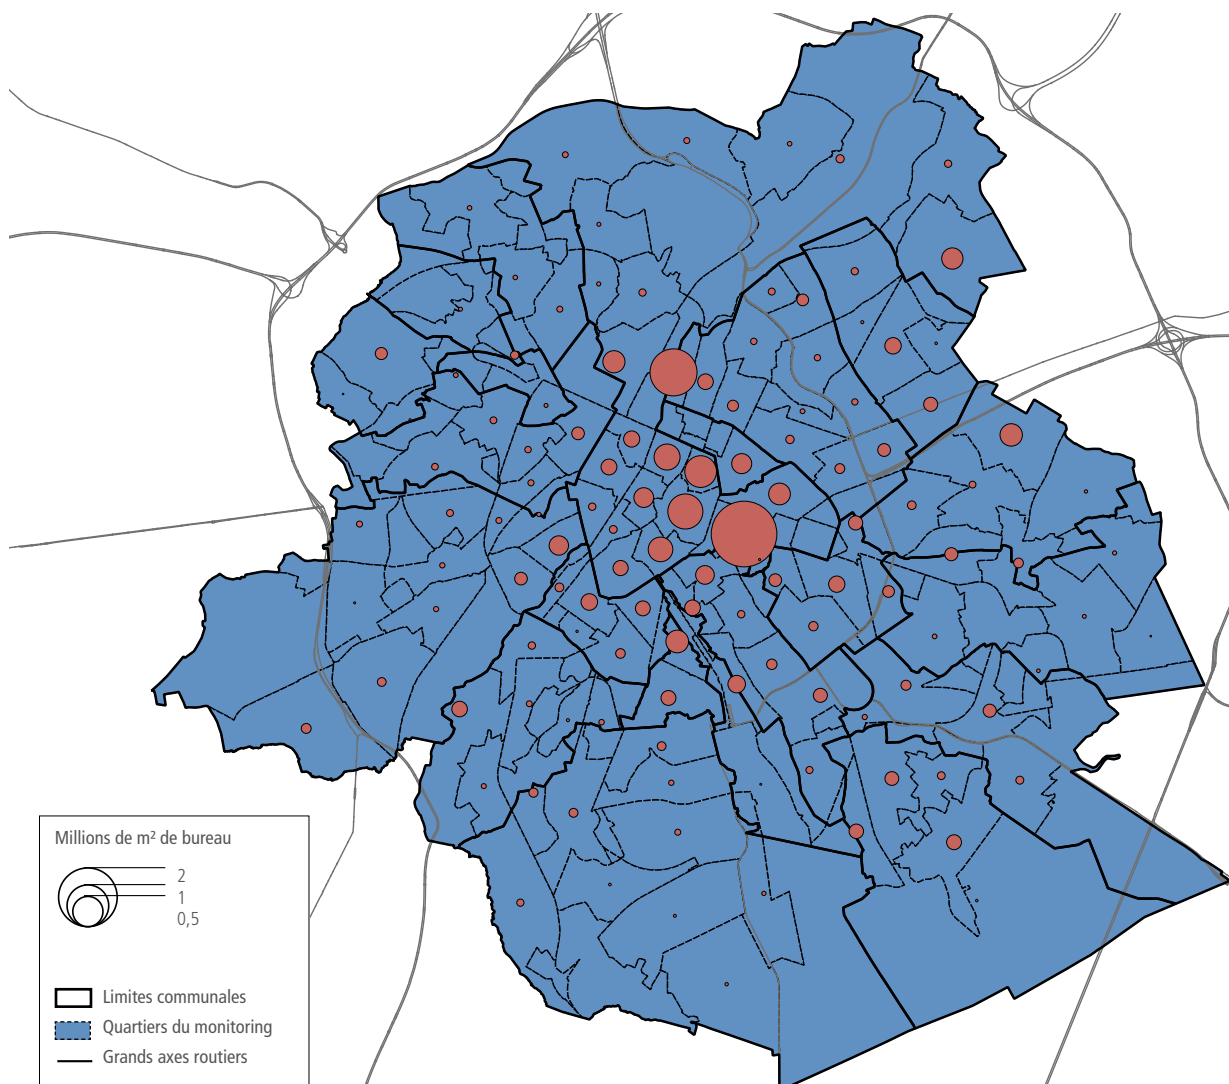 Millions de m² de bureau
2
1
0,5
Limites communales
Quartiers du monitoring
Grands axes routiers